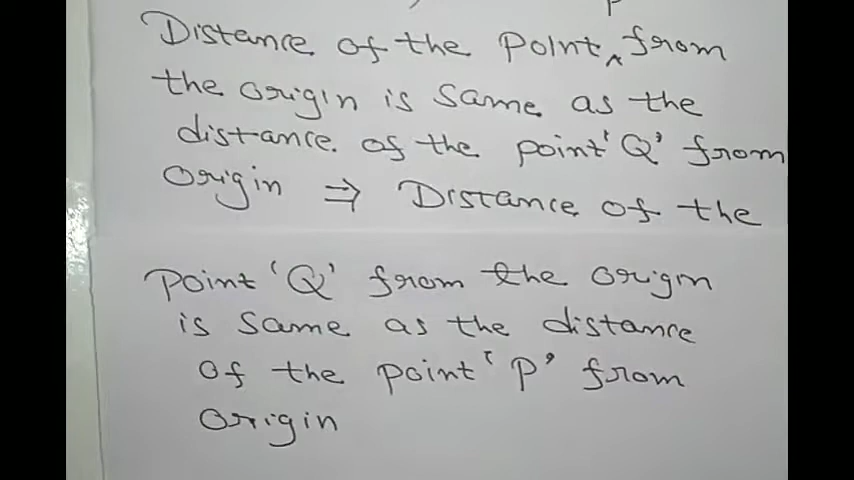 P
Distance of the Point ^ from
the origin is same as the
distance. of the point 'Q' from
origin ⇒ Distance of the
Point 'Q' from the origin
is same as the distance
of the point 'P' from
origin